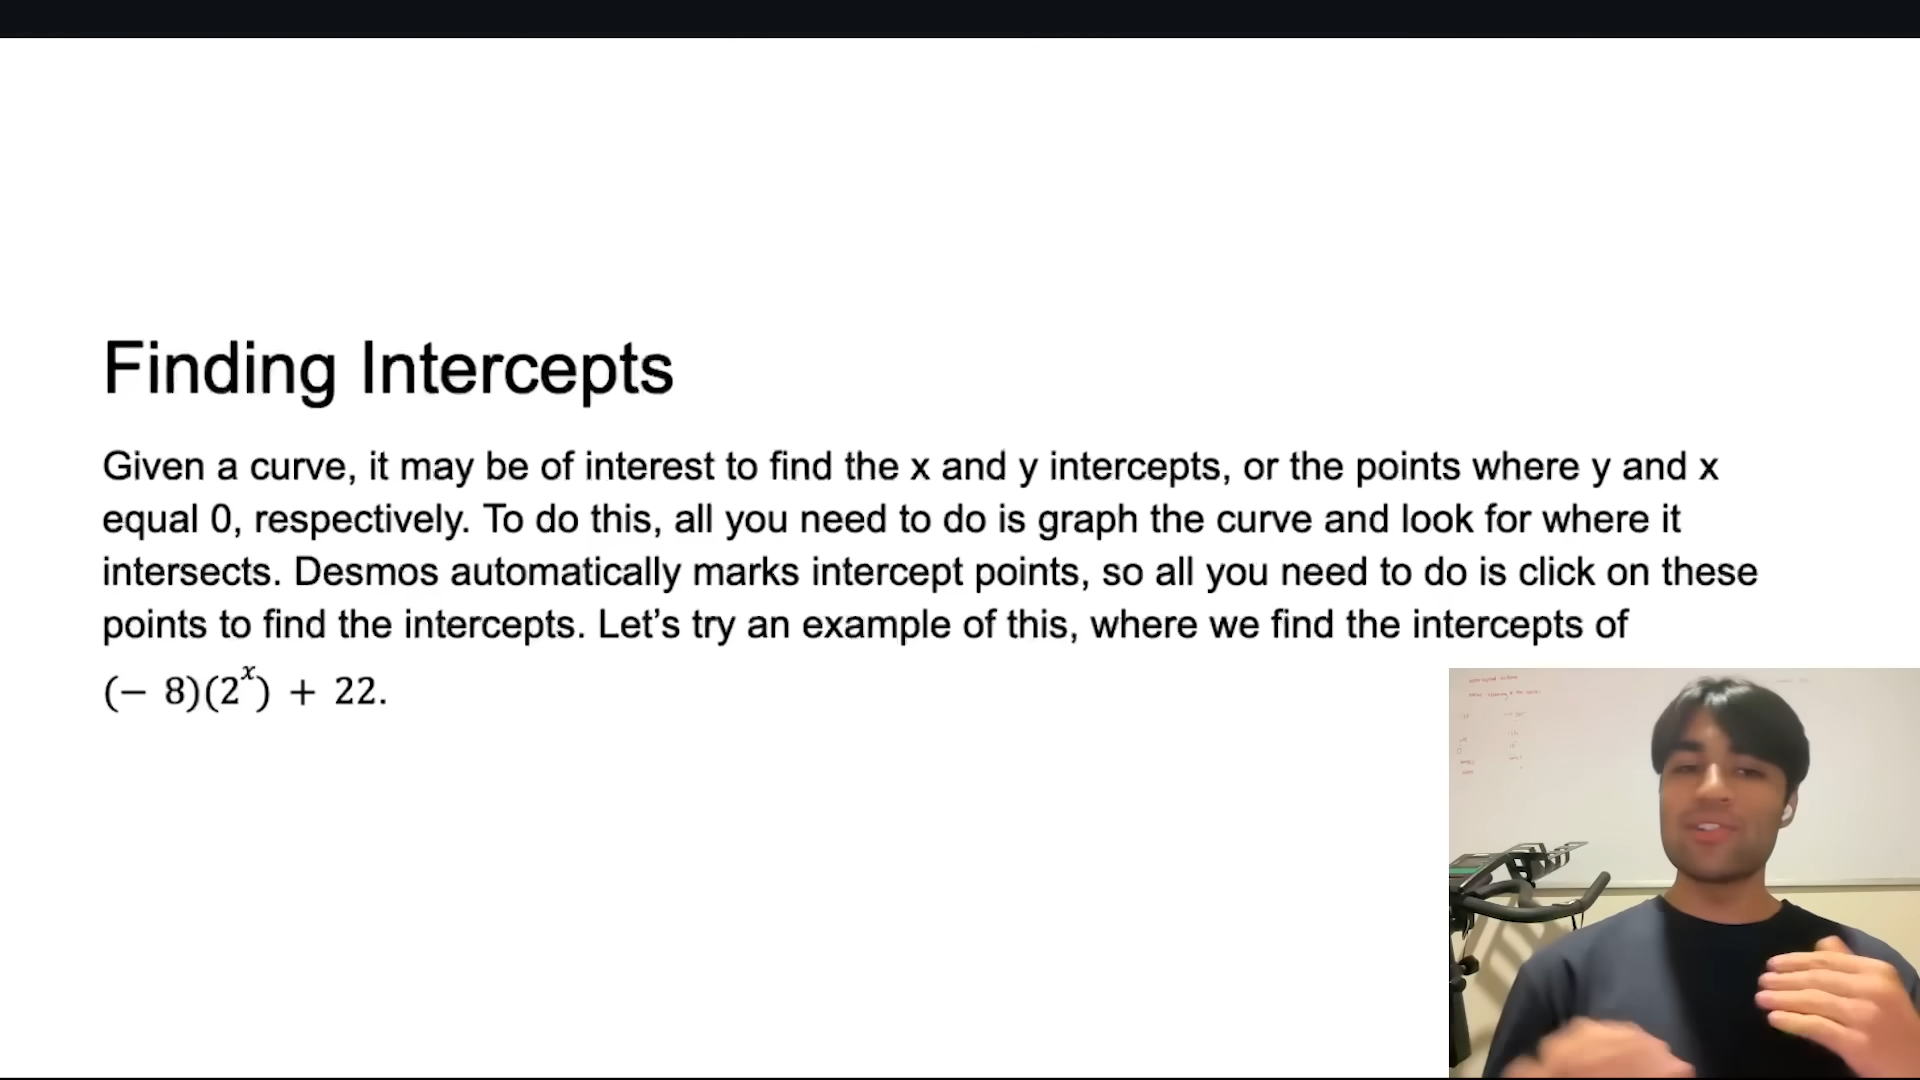 Finding Intercepts
Given a curve, it may be of interest to find the x and y intercepts, or the points where y and x
equal 0, respectively. To do this, all you need to do is graph the curve and look for where it
intersects. Desmos automatically marks intercept points, so all you need to do is click on these
points to find the intercepts. Let’s try an example of this, where we find the intercepts of
(− 8)(2ˣ) + 22.